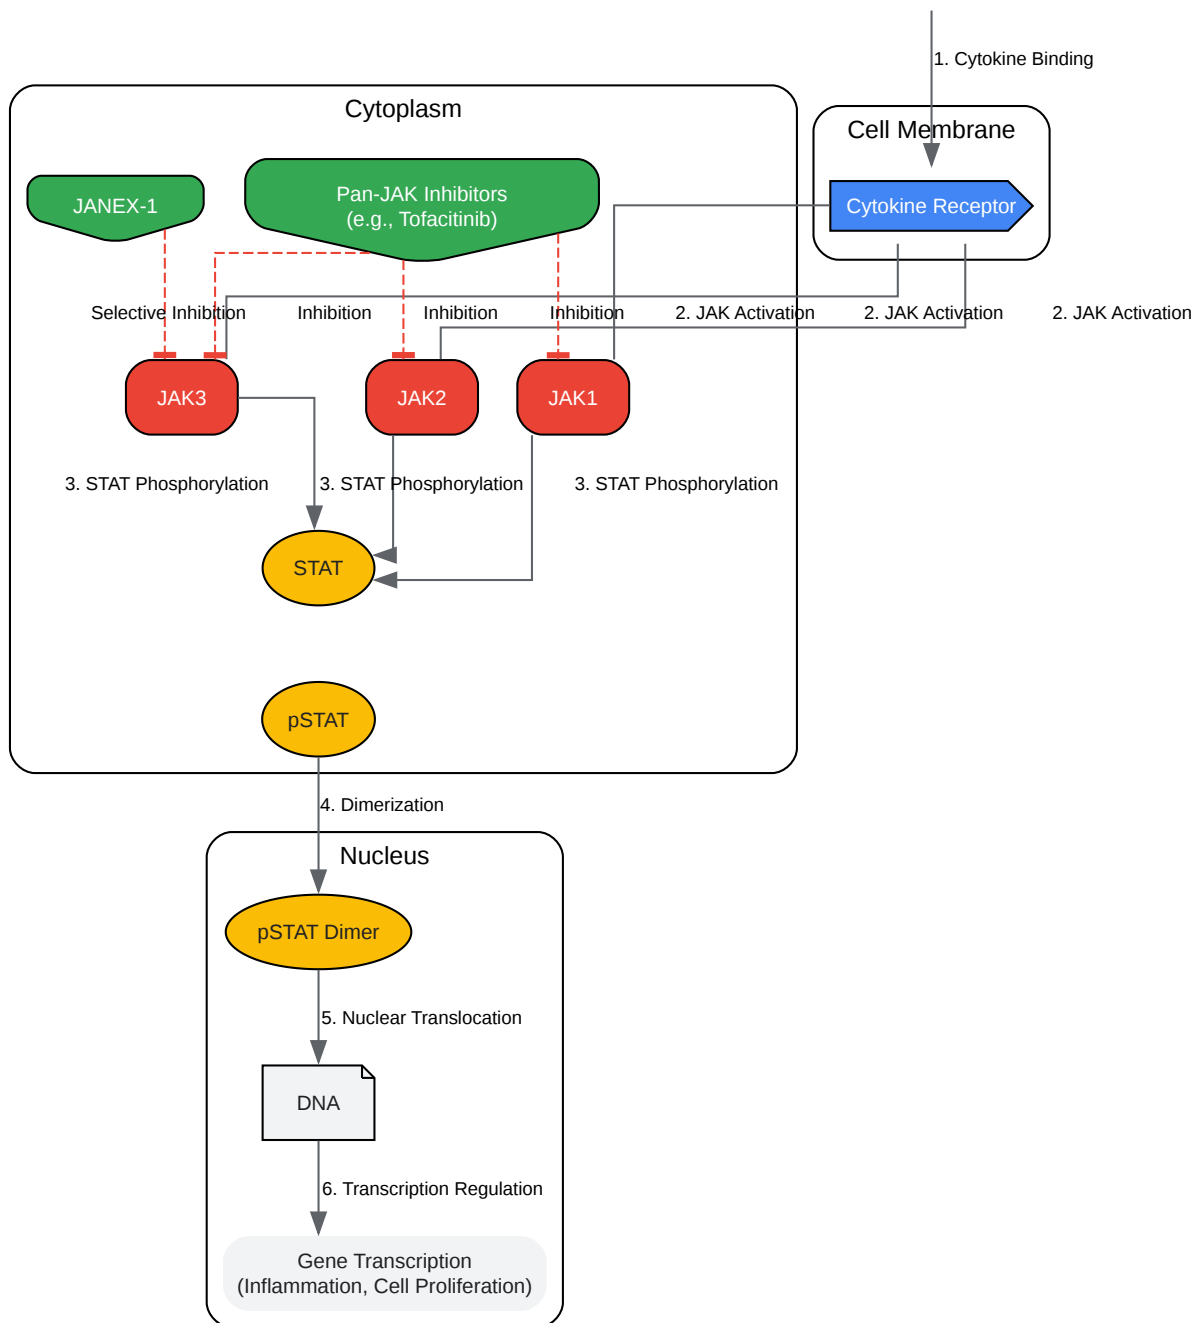 1. Cytokine Binding
Cytoplasm
Cell Membrane
JANEX-1
Pan-JAK Inhibitors
(e.g., Tofacitinib)
Cytokine Receptor
Selective Inhibition
Inhibition
Inhibition
Inhibition
2. JAK Activation
2. JAK Activation
2. JAK Activation
JAK3
JAK2
JAK1
3. STAT Phosphorylation
3. STAT Phosphorylation
3. STAT Phosphorylation
STAT
pSTAT
4. Dimerization
Nucleus
pSTAT Dimer
5. Nuclear Translocation
DNA
6. Transcription Regulation
Gene Transcription
(Inflammation, Cell Proliferation)